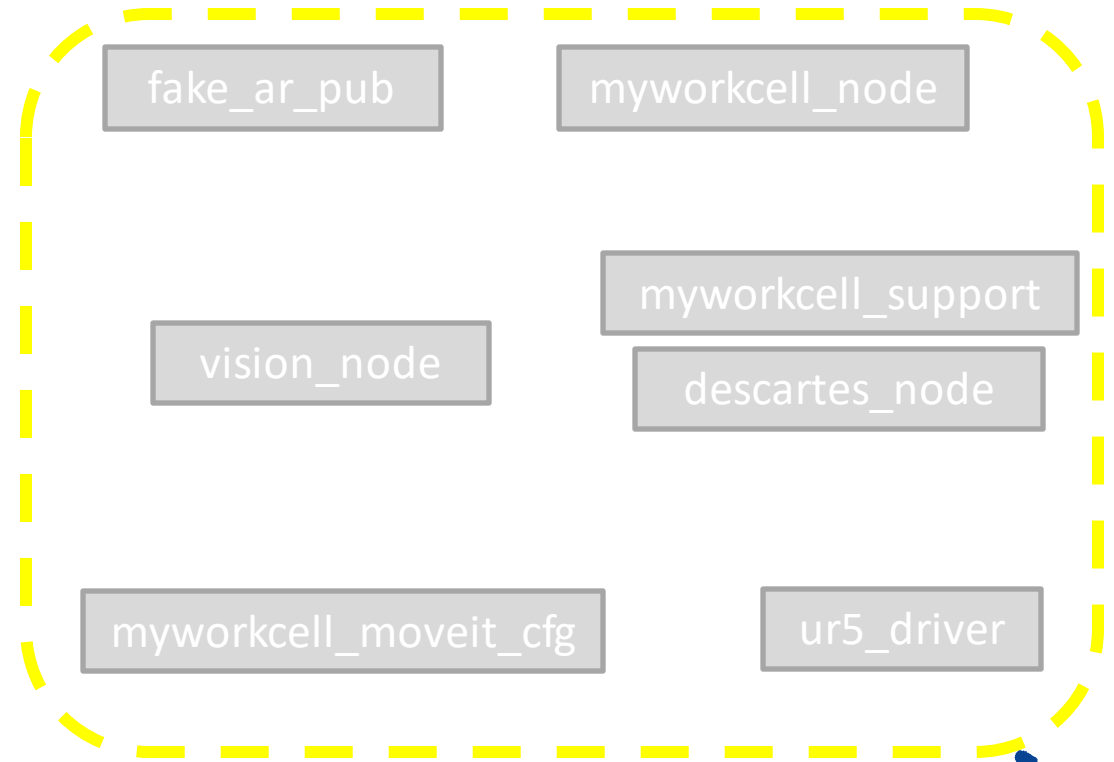 fake_ar_pub
myworkcell_node
myworkcell_support
vision_node
descartes_node
myworkcell_moveit_cfg
ur5_driver